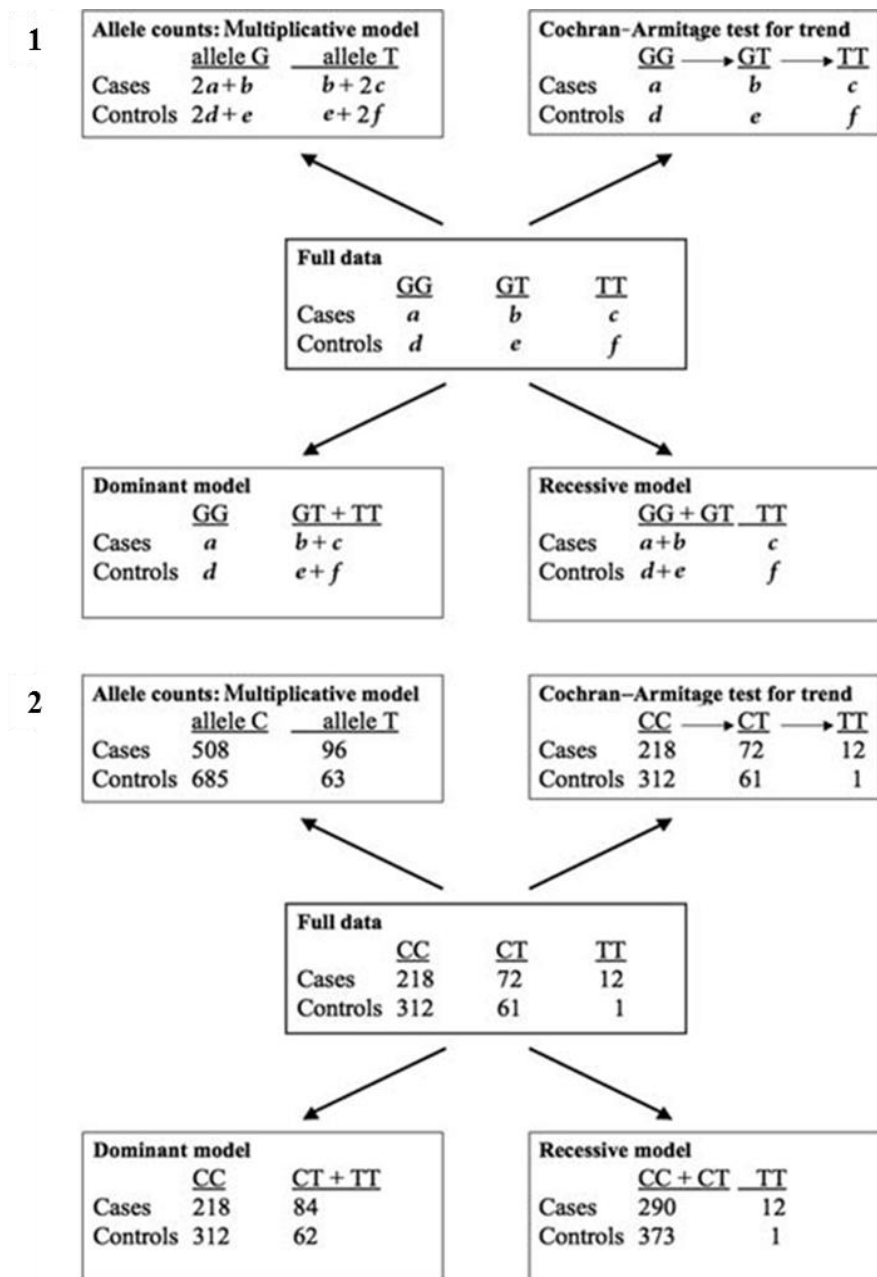 1
Allele counts: Multiplicative model
allele G allele T
Cases 2a+b b+2c
Controls 2d+e e+2f
Cochran-Armitage test for trend
GG → GT → TT
Cases a b c
Controls d e f
Full data
GG GT TT
Cases a b c
Controls d e f
Dominant model
GG GT + TT
Cases a b+c
Controls d e+f
Recessive model
GG + GT TT
Cases a+b c
Controls d+e f
2
Allele counts: Multiplicative model
allele C allele T
Cases 508 96
Controls 685 63
Cochran–Armitage test for trend
CC → CT → TT
Cases 218 72 12
Controls 312 61 1
Full data
CC CT TT
Cases 218 72 12
Controls 312 61 1
Dominant model
CC CT + TT
Cases 218 84
Controls 312 62
Recessive model
CC + CT TT
Cases 290 12
Controls 373 1